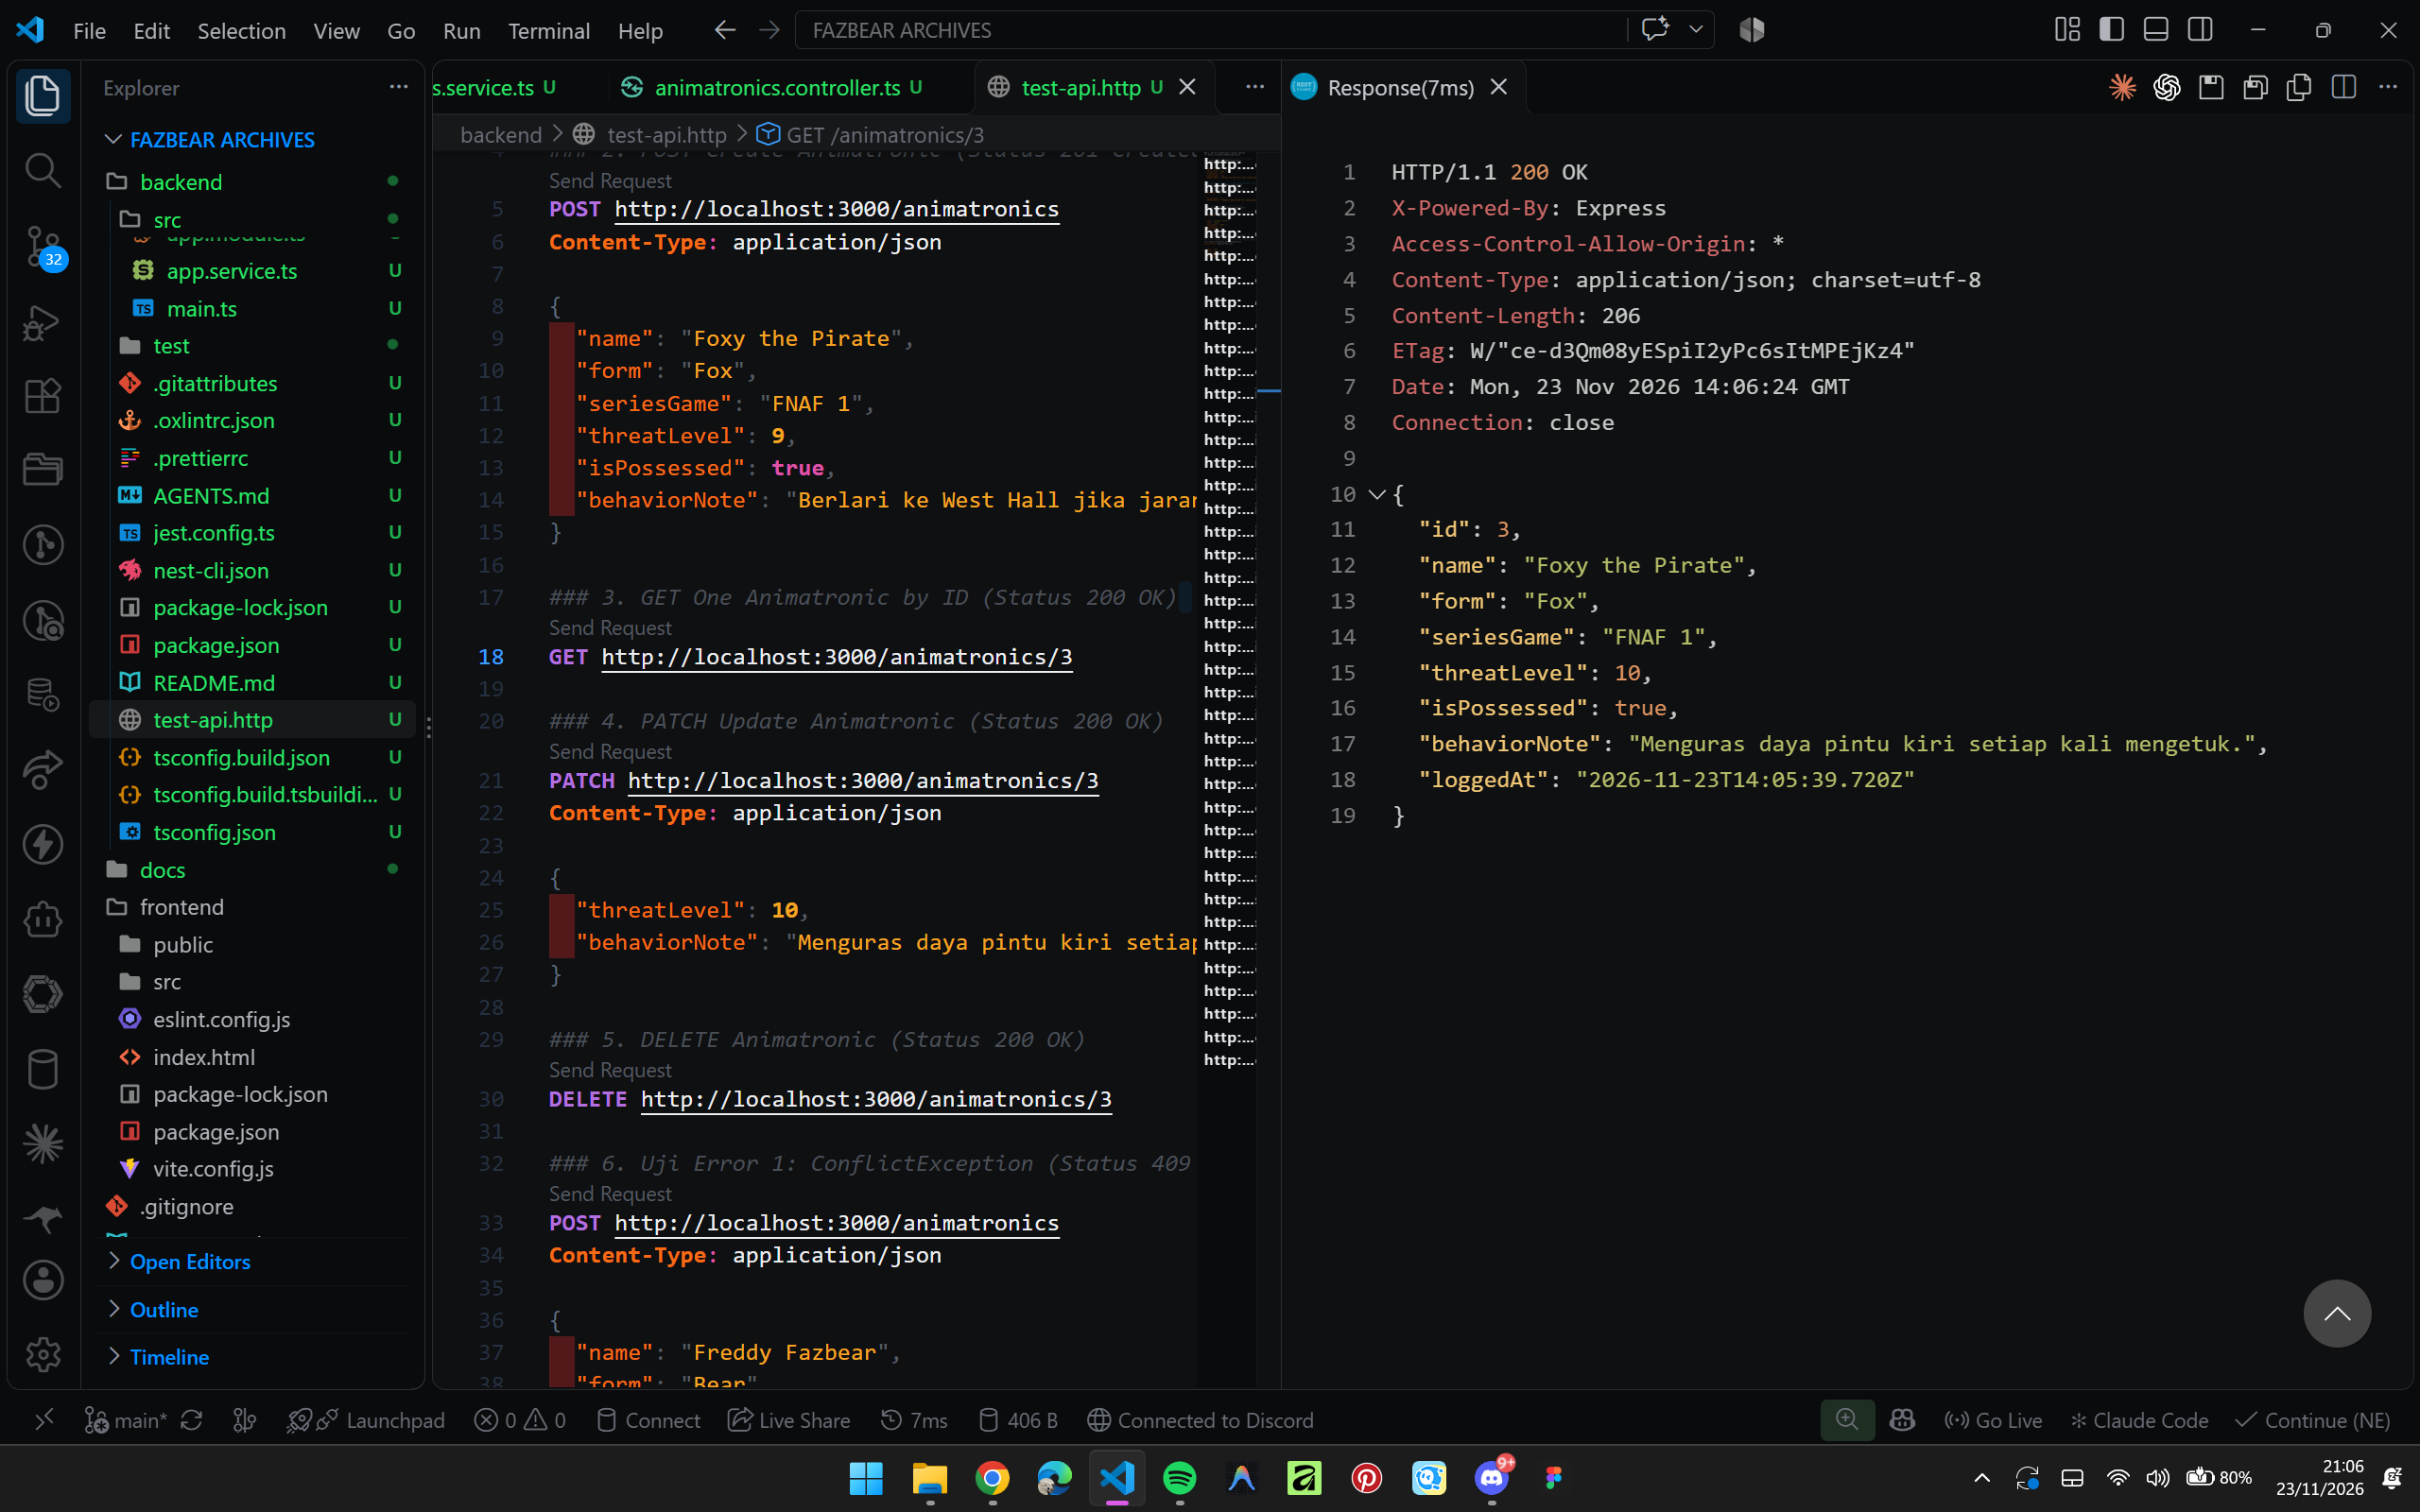 File Edit Selection View Go Run Terminal Help
FAZBEAR ARCHIVES
Explorer
FAZBEAR ARCHIVES
backend
src
app.module.ts
app.service.ts U
main.ts U
test
.gitattributes U
.oxlintrc.json U
.prettierrc U
AGENTS.md U
jest.config.ts U
nest-cli.json U
package-lock.json U
package.json U
README.md U
test-api.http U
tsconfig.build.json U
tsconfig.build.tsbuildi... U
tsconfig.json U
docs
frontend
public
src
eslint.config.js
index.html
package-lock.json
package.json
vite.config.js
.gitignore
Open Editors
Outline
Timeline
32
s.service.ts U
animatronics.controller.ts U
test-api.http U
backend > test-api.http > GET /animatronics/3
Send Request
5 POST http://localhost:3000/animatronics
6 Content-Type: application/json
7
8 {
9 "name": "Foxy the Pirate",
10 "form": "Fox",
11 "seriesGame": "FNAF 1",
12 "threatLevel": 9,
13 "isPossessed": true,
14 "behaviorNote": "Berlari ke West Hall jika jarar
15 }
16
17 ### 3. GET One Animatronic by ID (Status 200 OK)
Send Request
18 GET http://localhost:3000/animatronics/3
19
20 ### 4. PATCH Update Animatronic (Status 200 OK)
Send Request
21 PATCH http://localhost:3000/animatronics/3
22 Content-Type: application/json
23
24 {
25 "threatLevel": 10,
26 "behaviorNote": "Menguras daya pintu kiri setiap
27 }
28
29 ### 5. DELETE Animatronic (Status 200 OK)
Send Request
30 DELETE http://localhost:3000/animatronics/3
31
32 ### 6. Uji Error 1: ConflictException (Status 409
Send Request
33 POST http://localhost:3000/animatronics
34 Content-Type: application/json
35
36 {
37 "name": "Freddy Fazbear",
38 "form": "Bear"
Response(7ms)
1 HTTP/1.1 200 OK
2 X-Powered-By: Express
3 Access-Control-Allow-Origin: *
4 Content-Type: application/json; charset=utf-8
5 Content-Length: 206
6 ETag: W/"ce-d3Qm08yESpiI2yPc6sItMPEjKz4"
7 Date: Mon, 23 Nov 2026 14:06:24 GMT
8 Connection: close
9
10 {
11 "id": 3,
12 "name": "Foxy the Pirate",
13 "form": "Fox",
14 "seriesGame": "FNAF 1",
15 "threatLevel": 10,
16 "isPossessed": true,
17 "behaviorNote": "Menguras daya pintu kiri setiap kali mengetuk.",
18 "loggedAt": "2026-11-23T14:05:39.720Z"
19 }
main* Launchpad 0 0 Connect Live Share 7ms 406 B Connected to Discord Go Live Claude Code Continue (NE)
9+
80%
21:06
23/11/2026